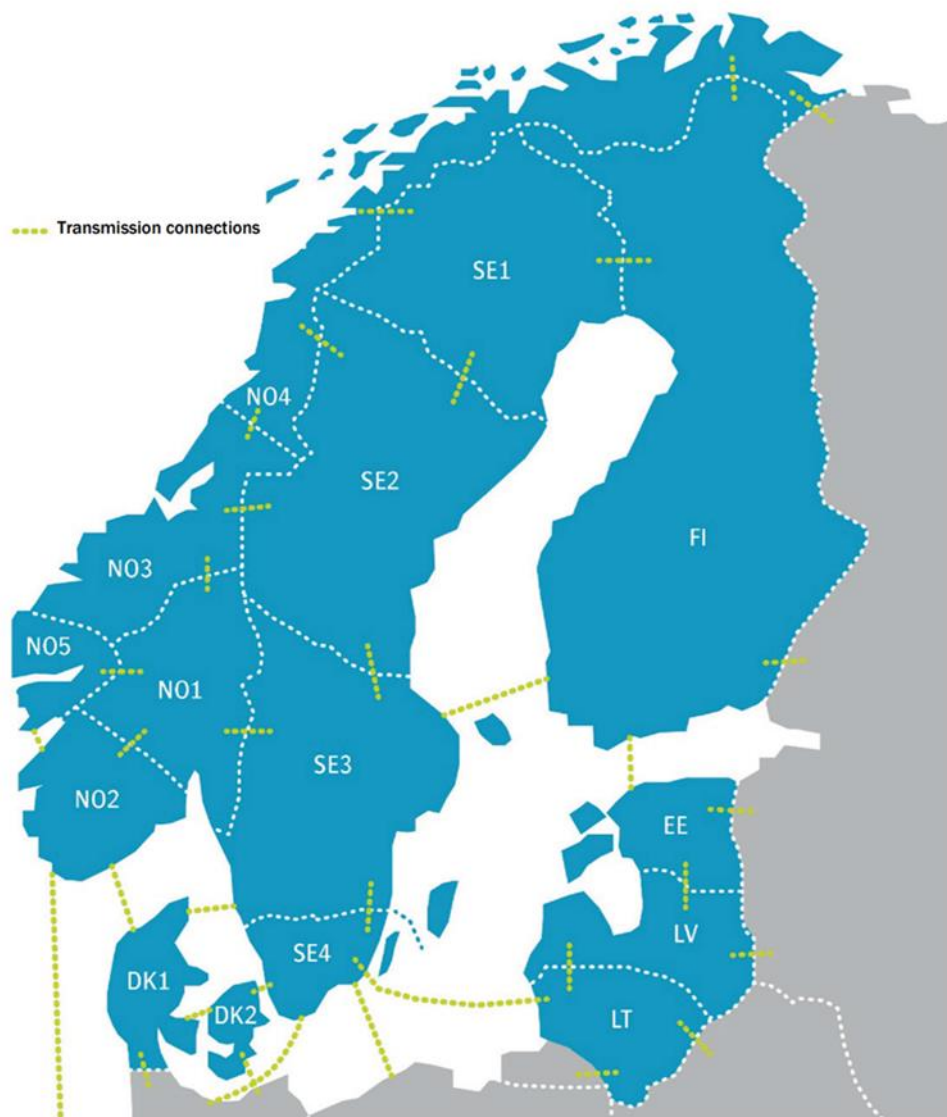 Transmission connections
SE1
NO4
SE2
FI
NO3
NO5
NO1
SE3
NO2
EE
LV
SE4
DK1
DK2
LT